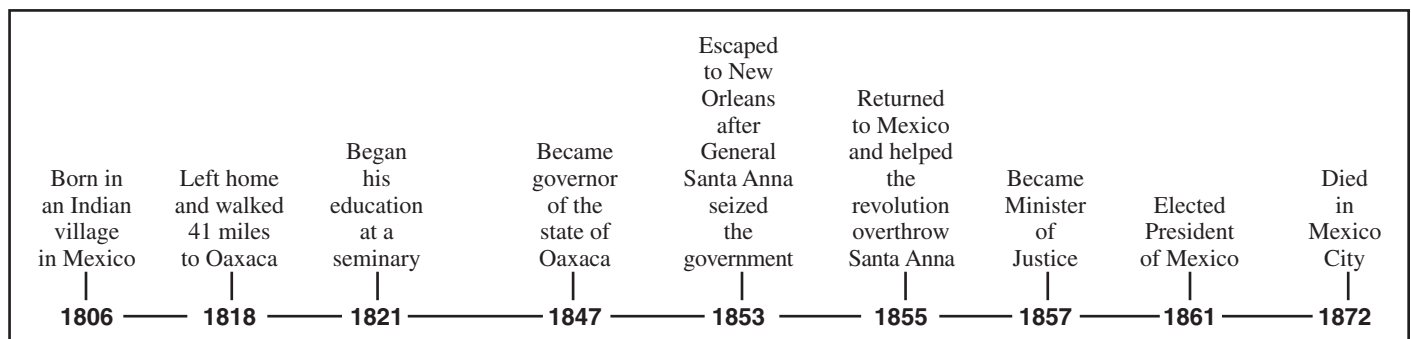 Born in
an Indian
village
in Mexico
Left home
and walked
41 miles
to Oaxaca
Began
his
education
at a
seminary
Became
governor
of the
state of
Oaxaca
Escaped
to New
Orleans
after
General
Santa Anna
seized
the
government
Returned
to Mexico
and helped
the
revolution
overthrow
Santa Anna
Became
Minister
of
Justice
Elected
President
of Mexico
Died
in
Mexico
City
1806 1818 1821 1847 1853 1855 1857 1861 1872